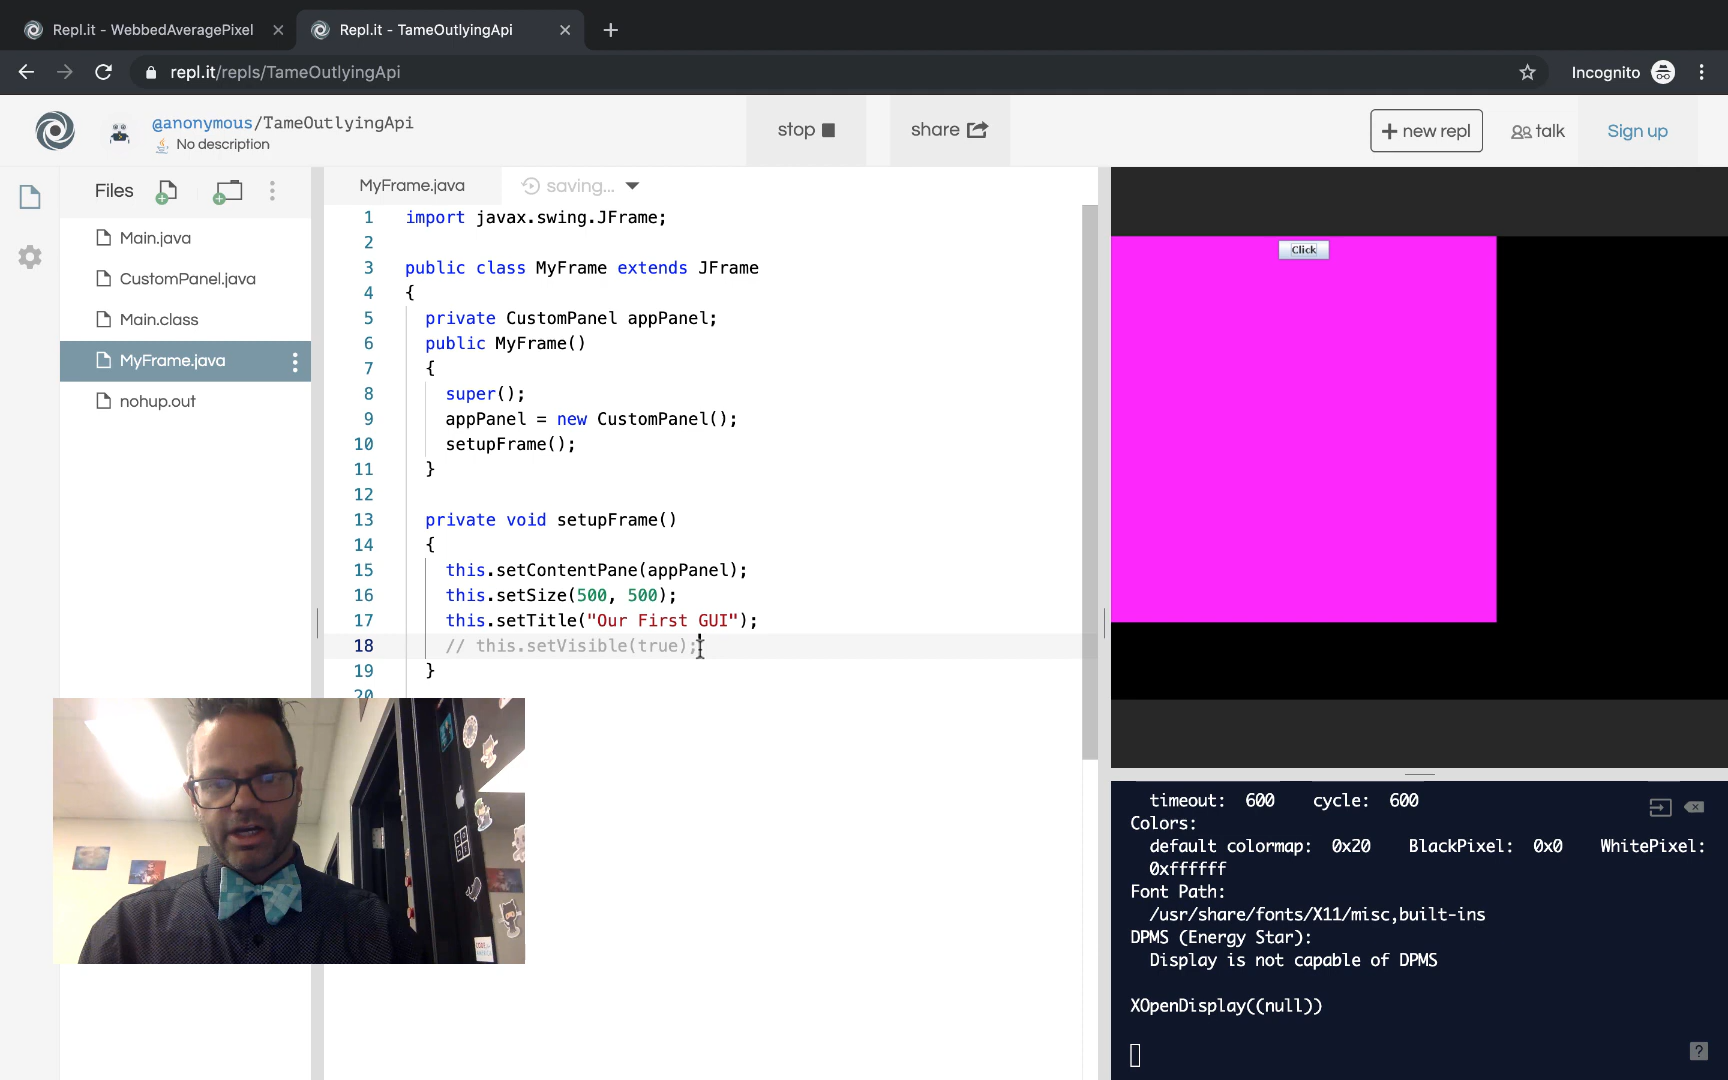 Repl.it - WebbedAveragePixel
Repl.it - TameOutlyingApi
repl.it/repls/TameOutlyingApi
Incognito
@anonymous/TameOutlyingApi
No description
stop
share
+ new repl
talk
Sign up
Files
Main.java
CustomPanel.java
Main.class
MyFrame.java
nohup.out
MyFrame.java
saving...
1 import javax.swing.JFrame;
2
3 public class MyFrame extends JFrame
4 {
5 private CustomPanel appPanel;
6 public MyFrame()
7 {
8 super();
9 appPanel = new CustomPanel();
10 setupFrame();
11 }
12
13 private void setupFrame()
14 {
15 this.setContentPane(appPanel);
16 this.setSize(500, 500);
17 this.setTitle("Our First GUI");
18 // this.setVisible(true);
19 }
20
Click
timeout: 600 cycle: 600
Colors:
default colormap: 0x20 BlackPixel: 0x0 WhitePixel:
0xffffff
Font Path:
/usr/share/fonts/X11/misc,built-ins
DPMS (Energy Star):
Display is not capable of DPMS
XOpenDisplay((null))
?